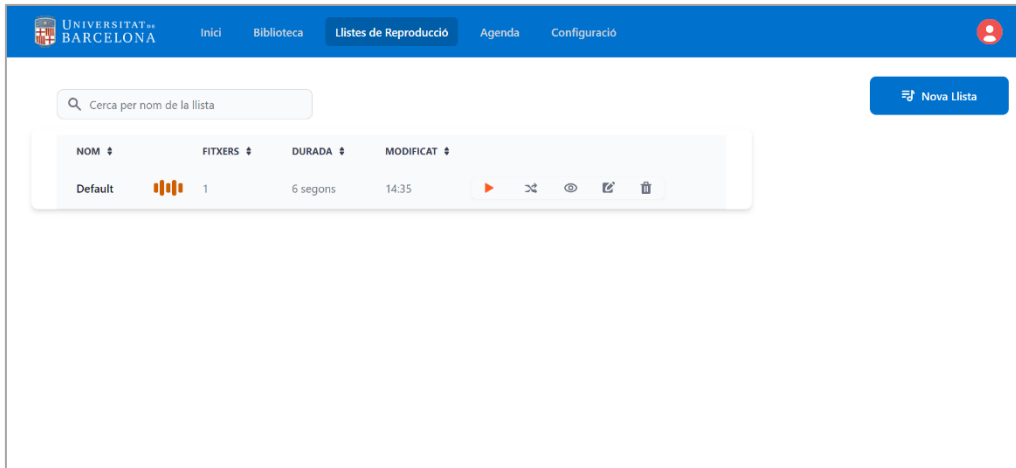 UNIVERSITAT DE
BARCELONA
Inici Biblioteca Llistes de Reproducció Agenda Configuració
Cerca per nom de la llista
Nova Llista
NOM FITXERS DURADA MODIFICAT
Default 1 6 segons 14:35